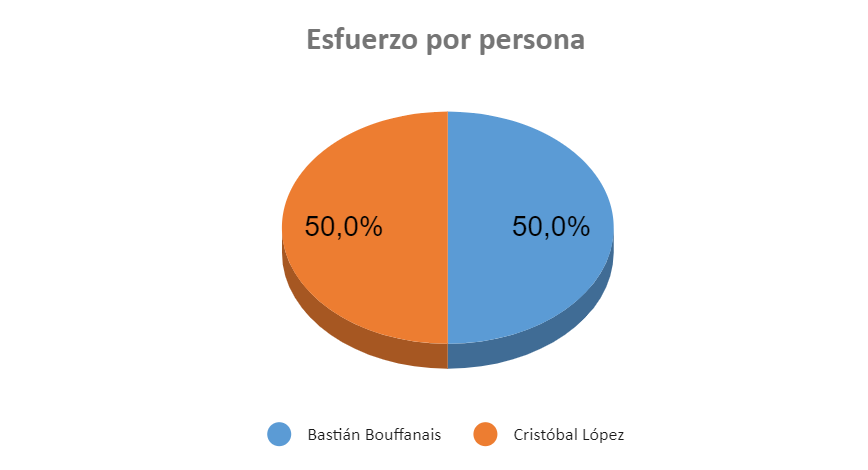 Esfuerzo por persona
50,0% 50,0%
Bastián Bouffanais Cristóbal López